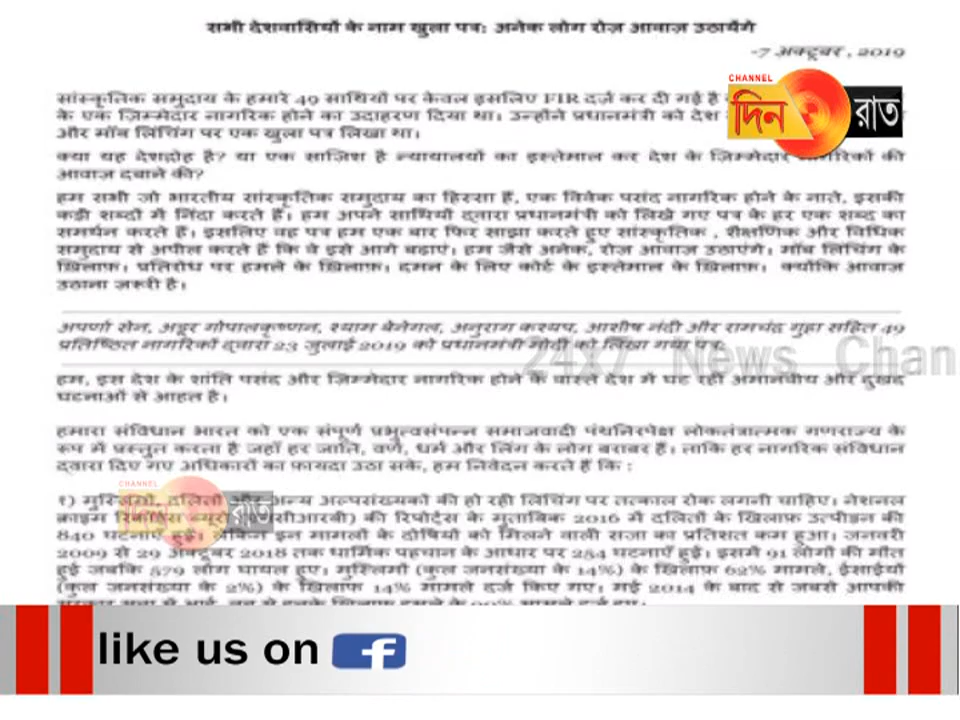 सभी देशवासियों के नाम खुला पत्र: अनेक लोग रोज़ आवाज़ उठायेंगे
-7 अक्टूबर , 2019
CHANNEL
দিন রাত
सांस्कृतिक समुदाय के हमारे 49 साथियों पर केवल इसलिए FIR दर्ज कर दी गई है
के एक ज़िम्मेदार नागरिक होने का उदाहरण दिया था। उन्होंने प्रधानमंत्री को देश
और मॉब लिंचिंग पर एक खुला पत्र लिखा था।
क्या यह देशद्रोह है? या एक साज़िश है न्यायालयों का इस्तेमाल कर देश के ज़िम्मेदार नागरिकों की
आवाज़ दबाने की?
हम सभी जो भारतीय सांस्कृतिक समुदाय का हिस्सा हैं, एक विवेक पसंद नागरिक होने के नाते, इसकी
कड़ी शब्दों में निंदा करते हैं। हम अपने साथियों द्वारा प्रधानमंत्री को लिखे गए पत्र के हर एक शब्द का
समर्थन करते हैं। इसलिए वह पत्र हम एक बार फिर साझा करते हुए सांस्कृतिक , शैक्षणिक और विधिक
समुदाय से अपील करते हैं कि वे इसे आगे बढ़ाएं। हम जैसे अनेक, रोज़ आवाज़ उठाएंगे। मॉब लिंचिंग के
खिलाफ़। प्रतिरोध पर हमले के खिलाफ़। दमन के लिए कोर्ट के इस्तेमाल के खिलाफ़। क्योंकि आवाज़
उठाना ज़रूरी है।
अपर्णा सेन, अडूर गोपालकृष्णन, श्याम बेनेगल, अनुराग कश्यप, आशीष नंदी और रामचंद्र गुहा सहित 49
प्रतिष्ठित नागरिकों द्वारा 23 जुलाई 2019 को प्रधानमंत्री मोदी को लिखा गया पत्र
24x7 News Chan
हम, इस देश के शांति पसंद और ज़िम्मेदार नागरिक होने के वास्ते देश में घट रही अमानवीय और दुखद
घटनाओं से आहत है।
हमारा संविधान भारत को एक संपूर्ण प्रभुत्वसंपन्न समाजवादी पंथनिरपेक्ष लोकतंत्रात्मक गणराज्य के
रूप में प्रस्तुत करता है जहाँ हर जाति, वर्ण, धर्म और लिंग के लोग बराबर हैं। ताकि हर नागरिक संविधान
द्वारा दिए गए अधिकारों का फ़ायदा उठा सके, हम निवेदन करते हैं कि :
CHANNEL
দিন রাত
१) मुस्लिमों, दलितों और अन्य अल्पसंख्यकों की हो रही लिंचिंग पर तत्काल रोक लगनी चाहिए। नेशनल
क्राइम रिकॉर्ड्स ब्यूरो सीआरबी) की रिपोर्ट्स के मुताबिक 2016 में दलितों के खिलाफ़ उत्पीड़न की
840 घटनाएं हुईं। लेकिन इन मामलों के दोषियों को मिलने वाली सजा का प्रतिशत कम हुआ। जनवरी
2009 से 29 अक्टूबर 2018 तक धार्मिक पहचान के आधार पर 254 घटनाएँ हुईं। इसमें 91 लोगों की मौत
हुई जबकि 579 लोग घायल हुए। मुस्लिमों (कुल जनसंख्या के 14%) के खिलाफ़ 62% मामले, ईसाईयों
(कुल जनसंख्या के 2%) के खिलाफ़ 14% मामले दर्ज किए गए। मई 2014 के बाद से जबसे आपकी
like us on f